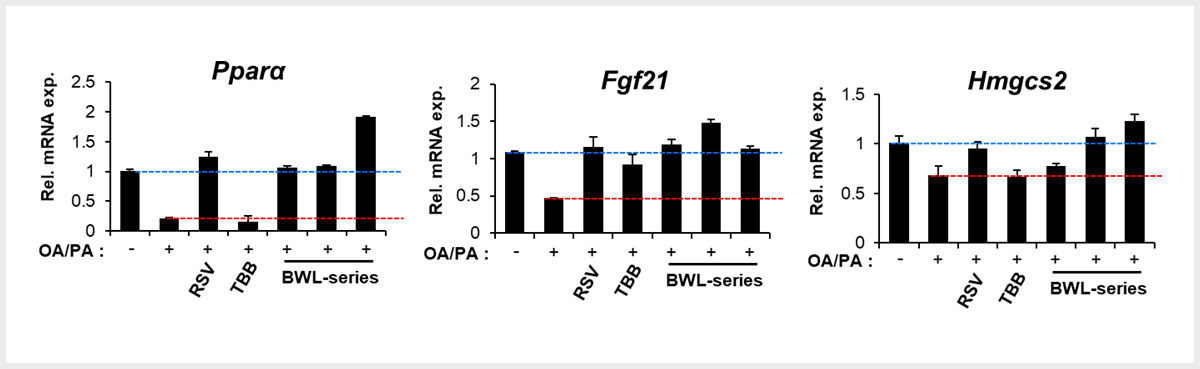 Pparα
Rel. mRNA exp.
2.5
2
1.5
1
0.5
0
OA/PA : - + + + + + +
RSV
TBB
BWL-series
Fgf21
Rel. mRNA exp.
2
1.5
1
0.5
0
OA/PA : - + + + + + +
RSV
TBB
BWL-series
Hmgcs2
Rel. mRNA exp.
1.5
1
0.5
0
OA/PA : - + + + + + +
RSV
TBB
BWL-series